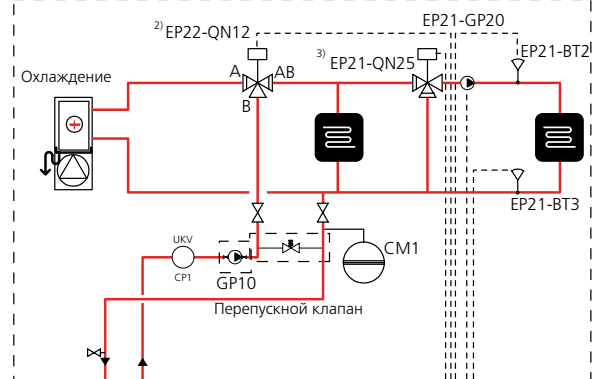 EP21-GP20
2) EP22-QN12
3) EP21-QN25
EP21-BT2
Охлаждение
A
AB
B
EP21-BT3
UKV
CP1
GP10
CM1
Перепускной клапан